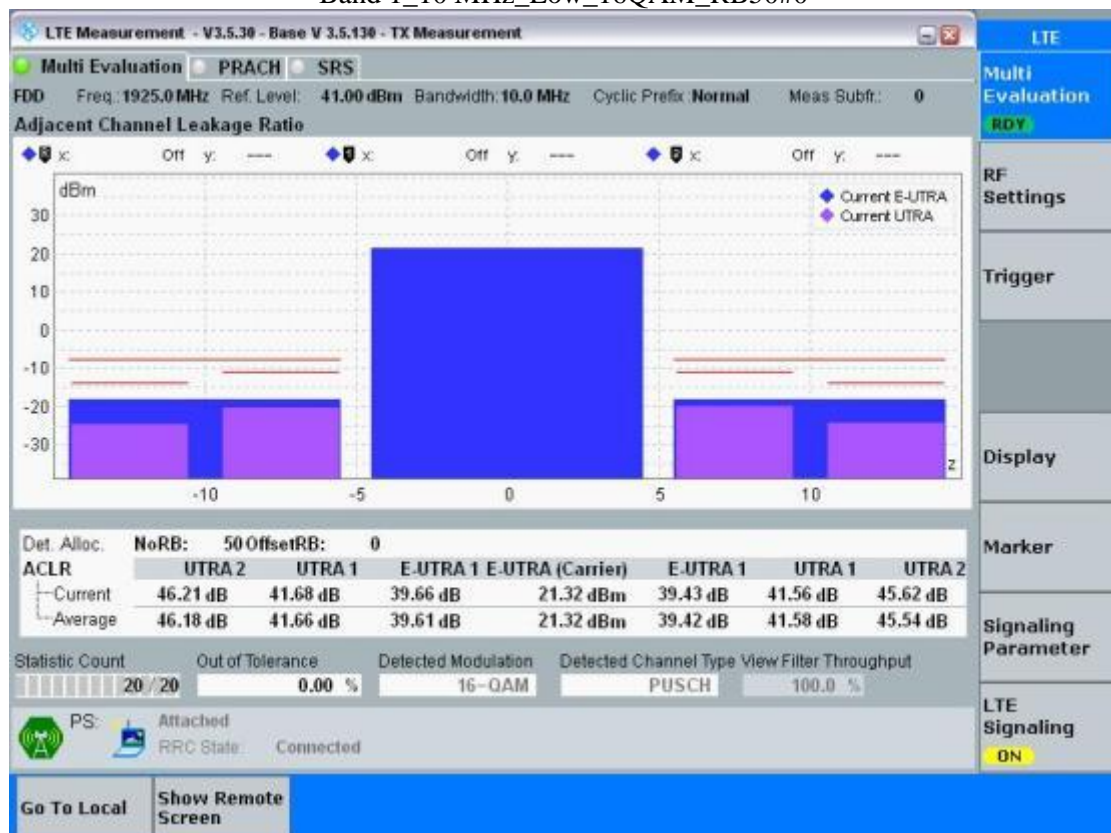 Band 1_10 MHz_Low_16QAM_RB50#0
LTE Measurement - V3.5.30 - Base V 3.5.130 - TX Measurement
LTE
Multi Evaluation PRACH SRS
Multi Evaluation
RDY
FDD Freq.: 1925.0 MHz Ref. Level: 41.00 dBm Bandwidth: 10.0 MHz Cyclic Prefix :Normal Meas Subfr.: 0
Adjacent Channel Leakage Ratio
x: Off y: --- x: Off y: --- x: Off y: ---
dBm
Current E-UTRA
Current UTRA
30
20
10
0
-10
-20
-30
z
-10 -5 0 5 10
RF Settings
Trigger
Display
Marker
Signaling Parameter
LTE Signaling
ON
Det. Alloc. NoRB: 50 OffsetRB: 0
ACLR UTRA 2 UTRA 1 E-UTRA 1 E-UTRA (Carrier) E-UTRA 1 UTRA 1 UTRA 2
Current 46.21 dB 41.68 dB 39.66 dB 21.32 dBm 39.43 dB 41.56 dB 45.62 dB
Average 46.18 dB 41.66 dB 39.61 dB 21.32 dBm 39.42 dB 41.58 dB 45.54 dB
Statistic Count Out of Tolerance Detected Modulation Detected Channel Type View Filter Throughput
20 / 20 0.00 % 16-QAM PUSCH 100.0 %
PS: Attached
RRC State: Connected
Go To Local Show Remote Screen